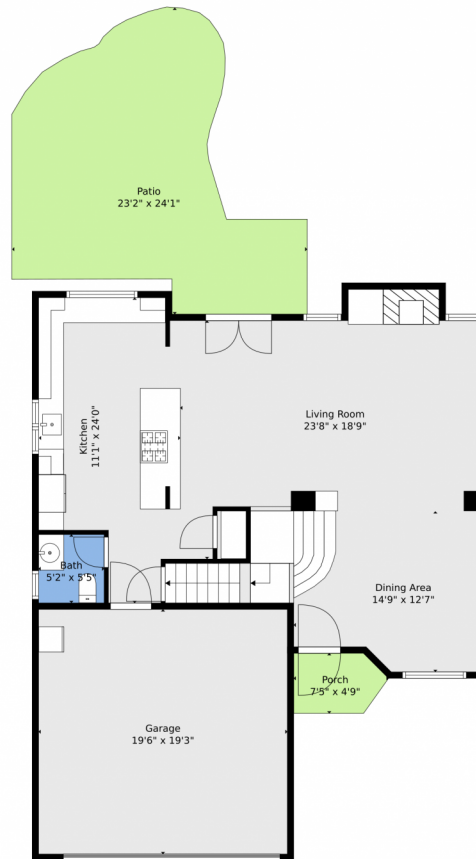 Patio
23'2" x 24'1"
Living Room
23'8" x 18'9"
Kitchen
11'1" x 24'0"
Bath
5'2" x 5'5"
Dining Area
14'9" x 12'7"
Porch
7'5" x 4'9"
Garage
19'6" x 19'3"